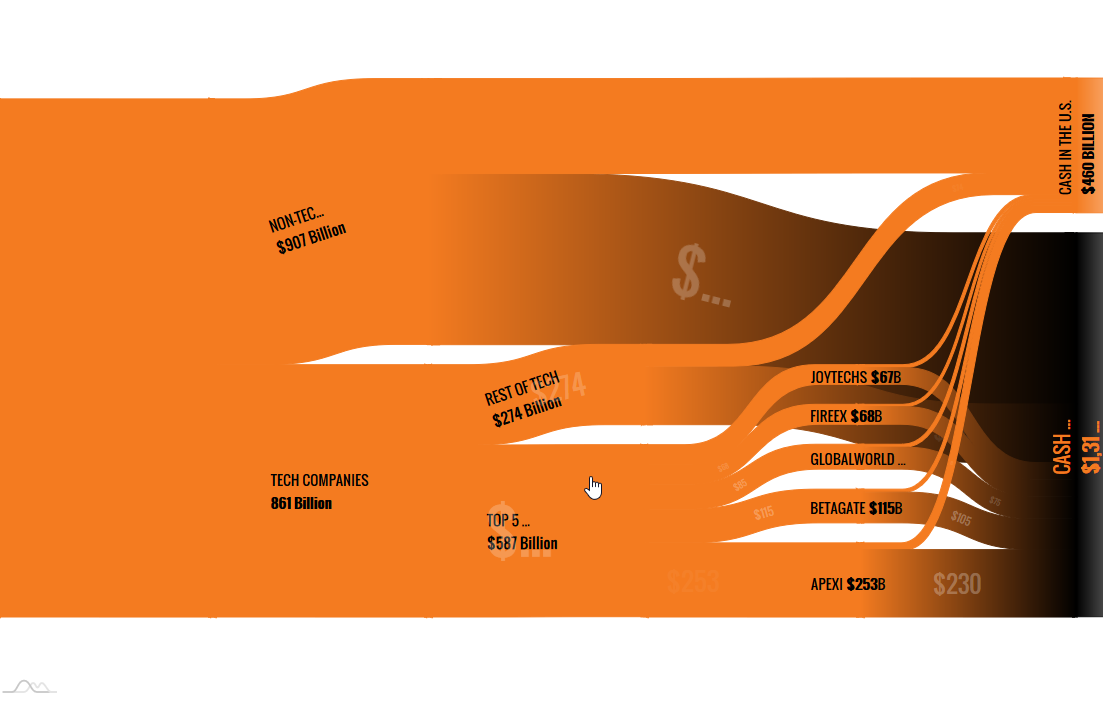 CASH IN THE U.S.
$460 BILLION
NON-TEC...
$907 Billion
$...
REST OF TECH
$274 Billion
$274
JOYTECHS $67B
FIREEX $68B
CASH ...
$1,31 ...
GLOBALWORLD ...
TECH COMPANIES
861 Billion
$85
$75
TOP 5 ...
$587 Billion
$...
$115
BETAGATE $115B
$105
$253
APEXI $253B
$230